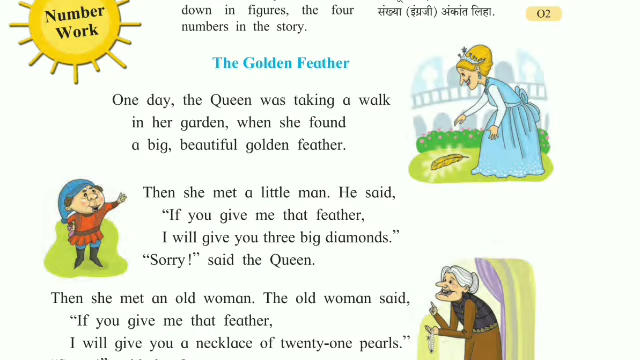 Number
Work
down in figures, the four
numbers in the story.
संख्या (इंग्रजी) अंकांत लिहा.
O2
The Golden Feather
One day, the Queen was taking a walk
in her garden, when she found
a big, beautiful golden feather.
Then she met a little man. He said,
“If you give me that feather,
I will give you three big diamonds.”
“Sorry!” said the Queen.
Then she met an old woman. The old woman said,
“If you give me that feather,
I will give you a necklace of twenty-one pearls.”